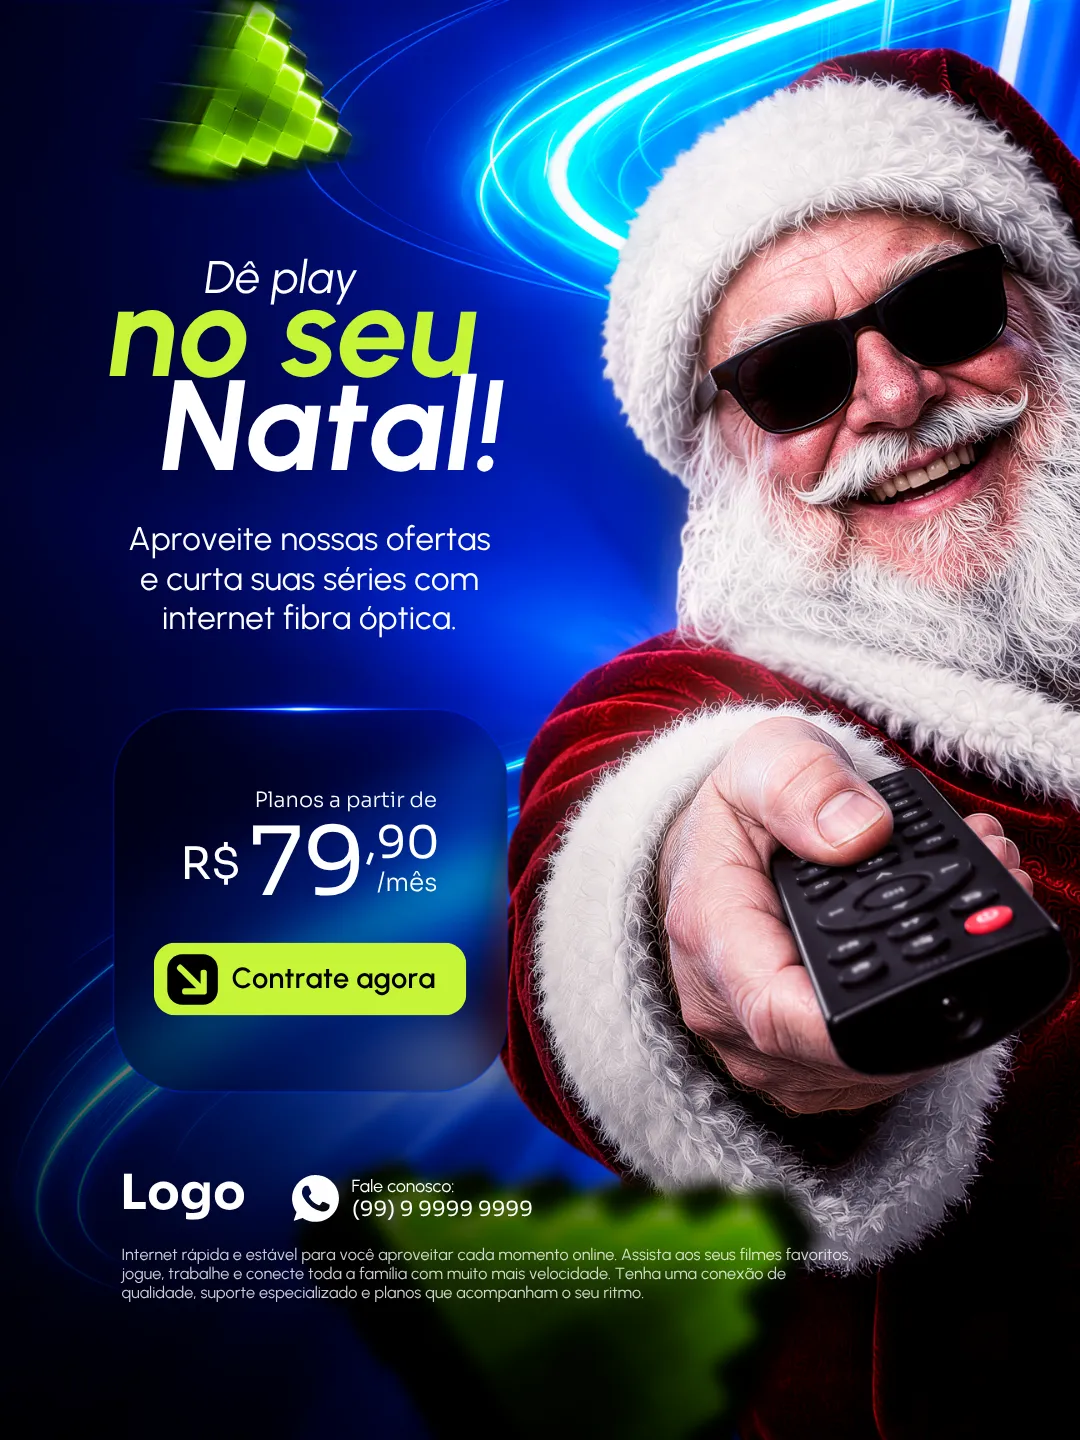 Dê play
no seu
Natal!
Aproveite nossas ofertas
e curta suas séries com
internet fibra óptica.
Planos a partir de
R$ 79,90
/mês
Contrate agora
Logo
Fale conosco:
(99) 9 9999 9999
Internet rápida e estável para você aproveitar cada momento online. Assista aos seus filmes favoritos,
jogue, trabalhe e conecte toda a família com muito mais velocidade. Tenha uma conexão de
qualidade, suporte especializado e planos que acompanham o seu ritmo.